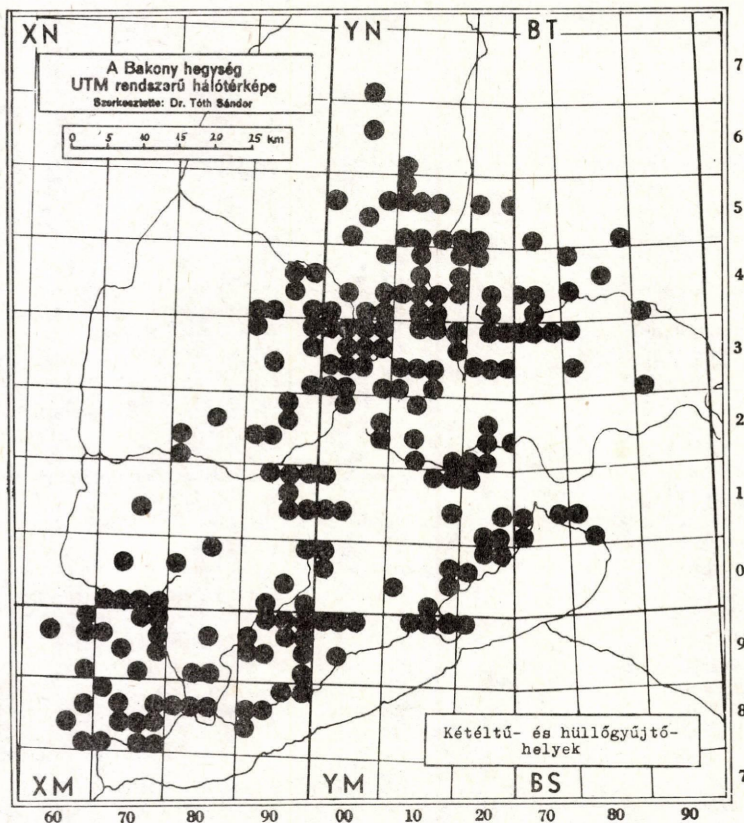 XN
YN
BT
A Bakony hegység
UTM rendszerű hálótérképe
Szerkesztette: Dr. Tóth Sándor
0 5 10 15 20 25 km
7
6
5
4
3
2
1
0
9
8
7
Kétéltű- és hüllőgyűjtő-
helyek
XM
YM
BS
60 70 80 90 00 10 20 80 90